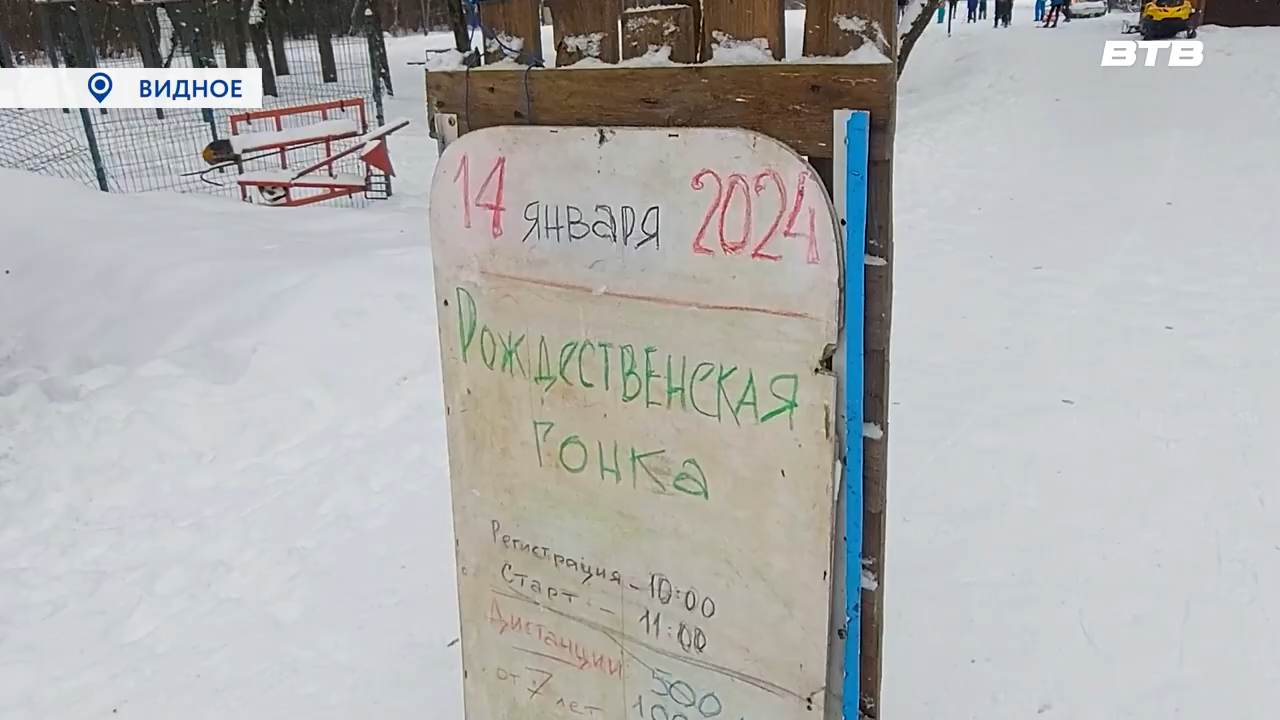 ВИДНОЕ
ВТВ
14 января 2024
РОЖДЕСТВЕНСКАЯ
ГОНКА
Регистрация - 10:00
Старт - 11:00
Дистанции
500
от 7 лет